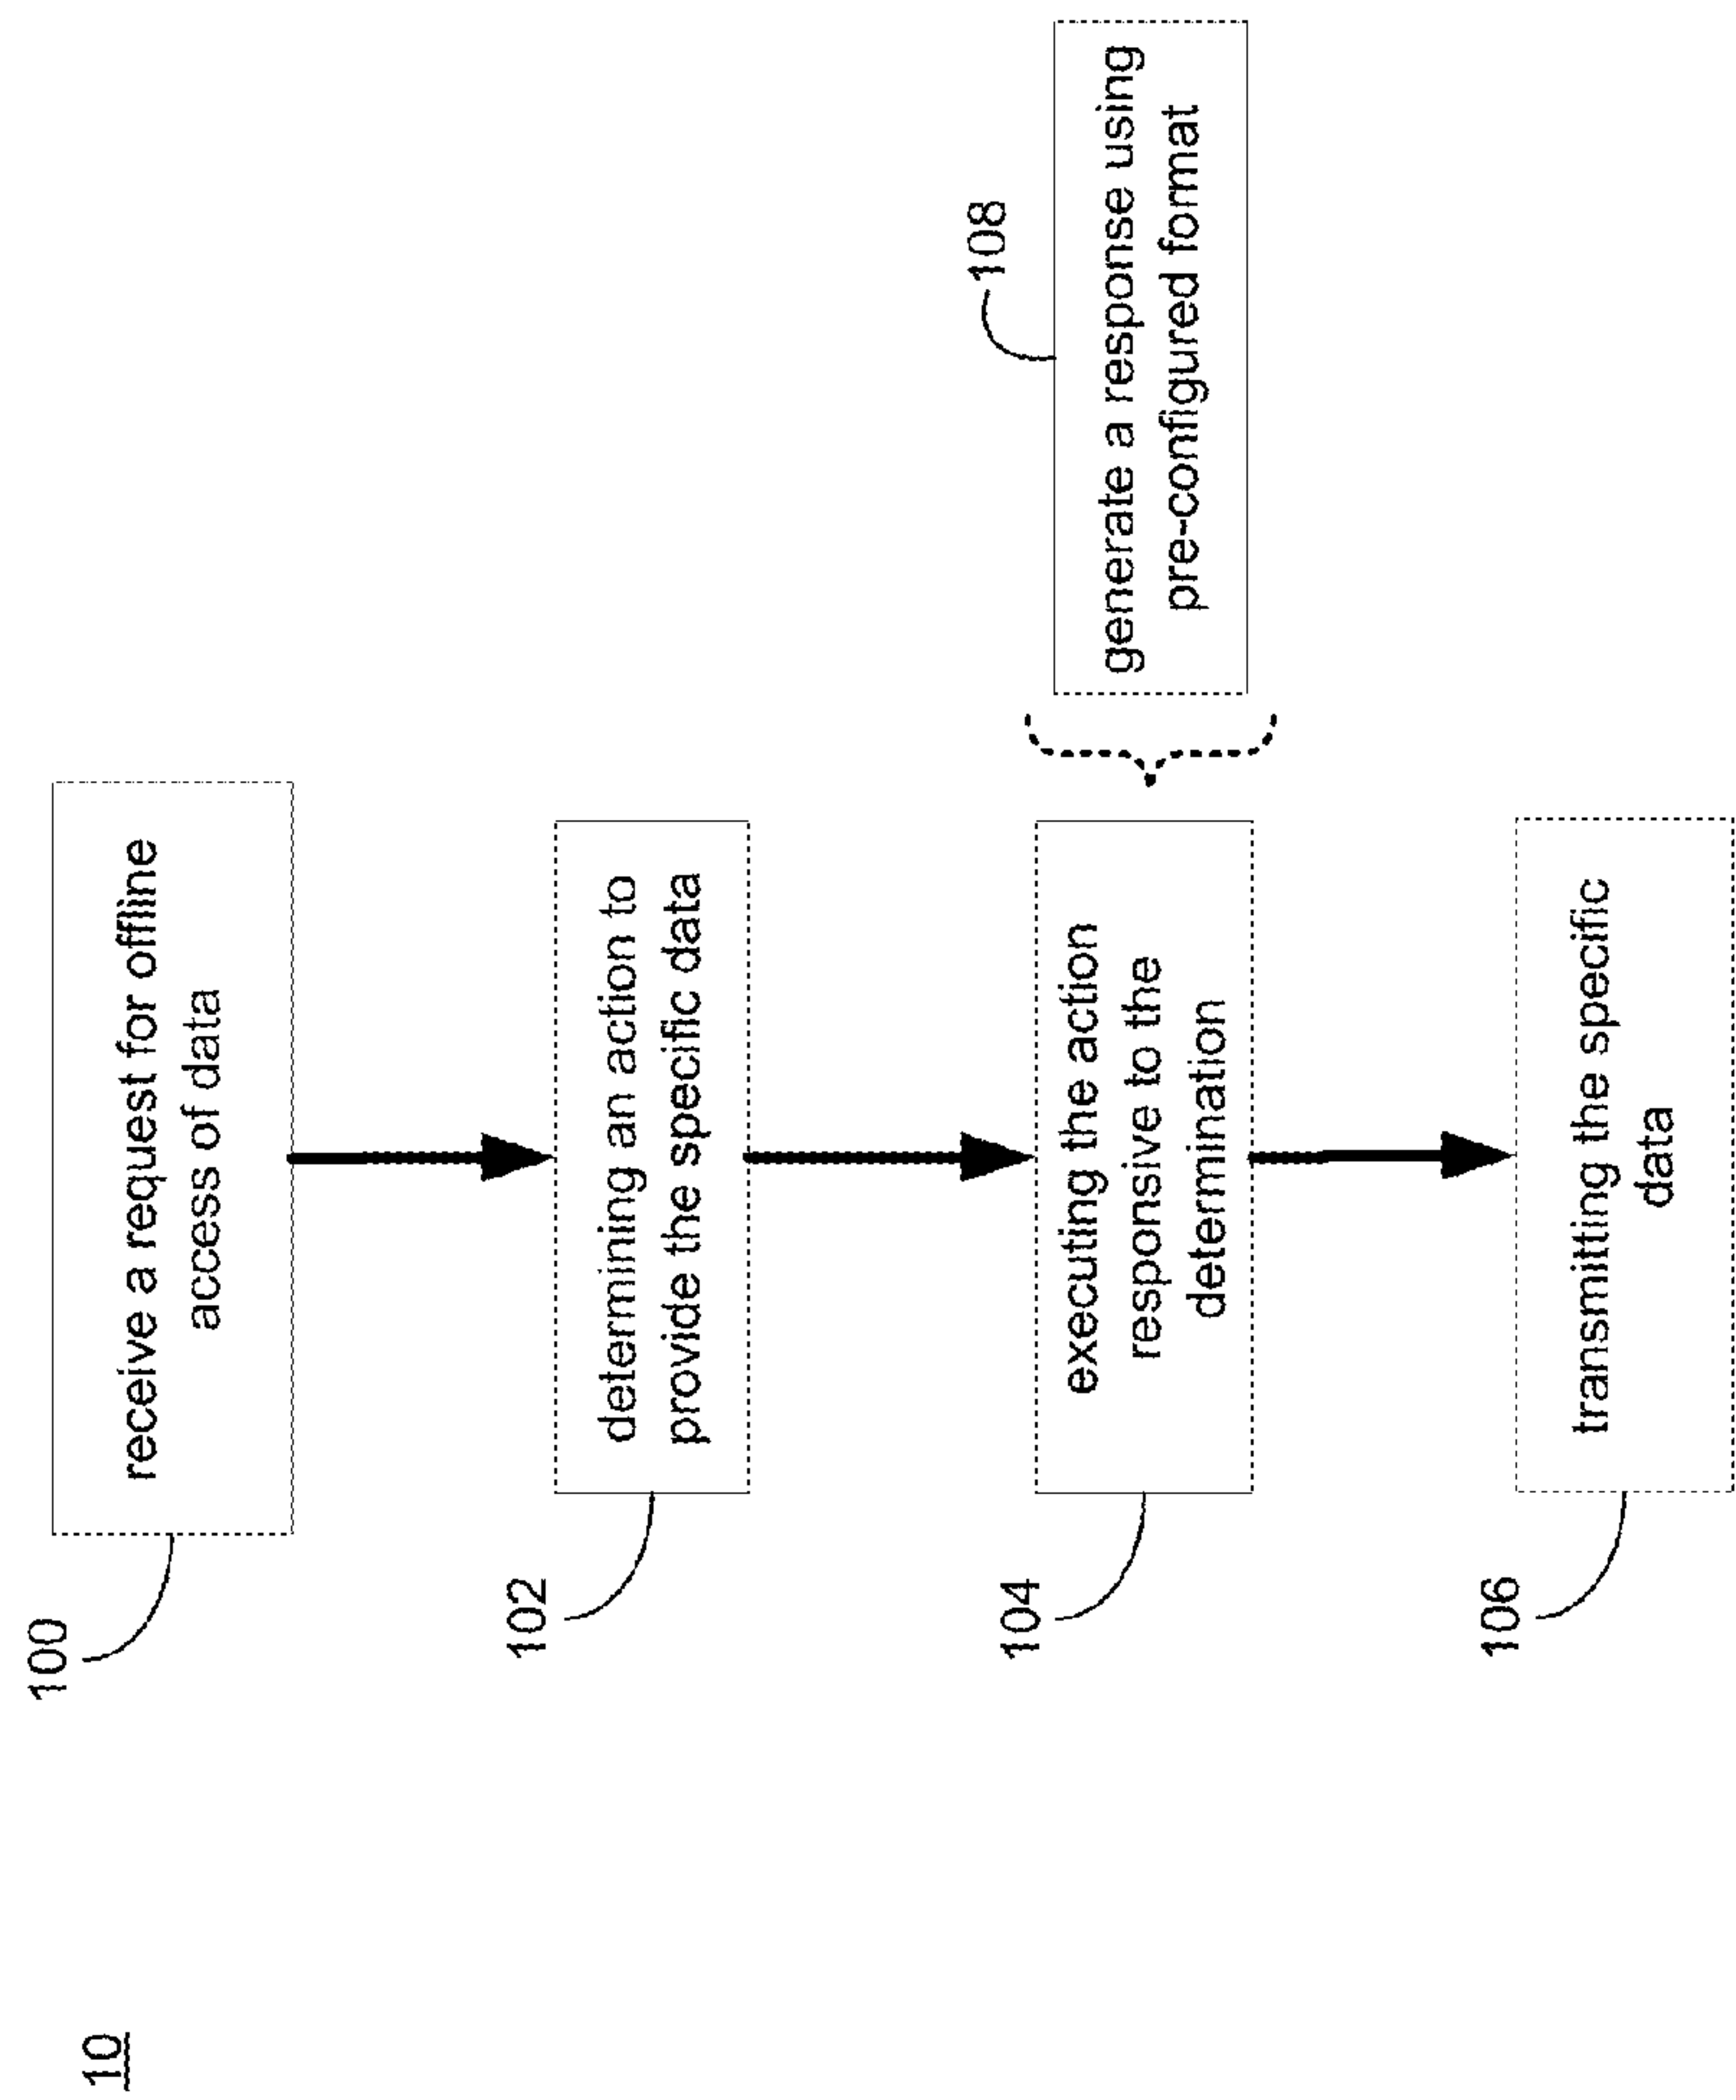 10
100
receive a request for offline
access of data
102
determining an action to
provide the specific data
104
executing the action
responsive to the
determination
108
generate a response using
pre-configured format
106
transmitting the specific
data